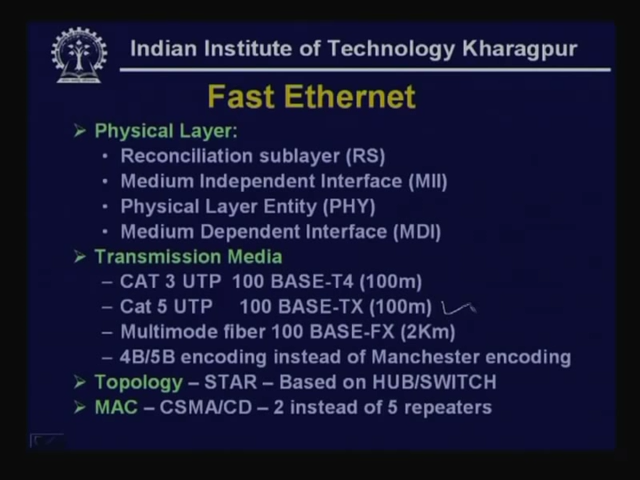 Indian Institute of Technology Kharagpur
Fast Ethernet
➢ Physical Layer:
• Reconciliation sublayer (RS)
• Medium Independent Interface (MII)
• Physical Layer Entity (PHY)
• Medium Dependent Interface (MDI)
➢ Transmission Media
– CAT 3 UTP 100 BASE-T4 (100m)
– Cat 5 UTP 100 BASE-TX (100m)
– Multimode fiber 100 BASE-FX (2Km)
– 4B/5B encoding instead of Manchester encoding
➢ Topology – STAR – Based on HUB/SWITCH
➢ MAC – CSMA/CD – 2 instead of 5 repeaters